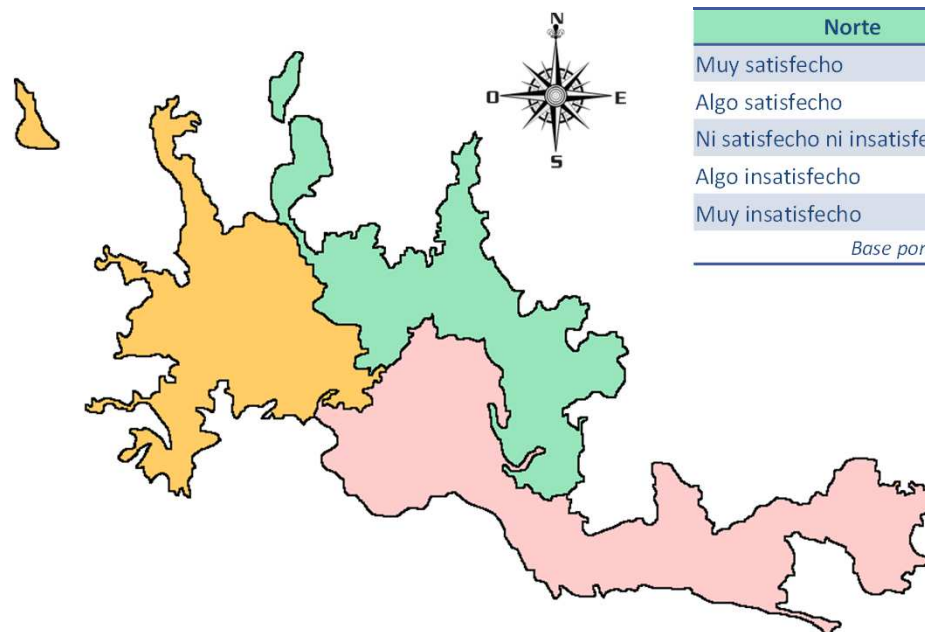 N
O
E
S
Norte
Muy satisfecho
Algo satisfecho
Ni satisfecho ni
Algo insatisfecho
Muy insatisfecho
Base por